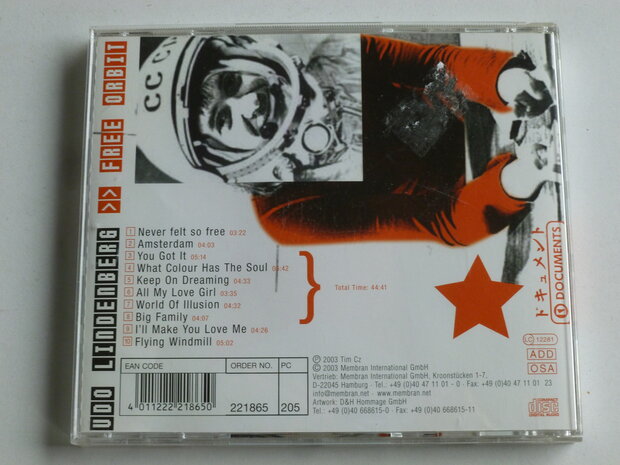 UDO LINDENBERG >> FREE ORBIT
CCCP
1 Never felt so free 03:22
2 Amsterdam 04:03
3 You Got It 05:14
4 What Colour Has The Soul 05:42
5 Keep On Dreaming 04:33
6 All My Love Girl 03:35
7 World Of Illusion 04:32
8 Big Family 04:07
9 I'll Make You Love Me 04:26
10 Flying Windmill 05:02
} Total Time: 44:41
ドキュメント
DOCUMENTS
LC 12281
ADD
OSA
EAN CODE
ORDER NO.
PC
4 011222 218650
221865
205
℗ 2003 Tim Cz
© 2003 Membran International GmbH
Vertrieb: Membran International GmbH, Kroonstücken 1-7,
D-22045 Hamburg · Tel.: +49 (0)40 47 11 01 - 0 · Fax: +49 (0)40 47 11 01 23
info@membran.net · www.membran.net
Artwork: D&H Hommage GmbH
Tel.: +49 (0)40 668615-0 · Fax: +49 (0)40 668615-11
COMPACT
disc
DIGITAL AUDIO